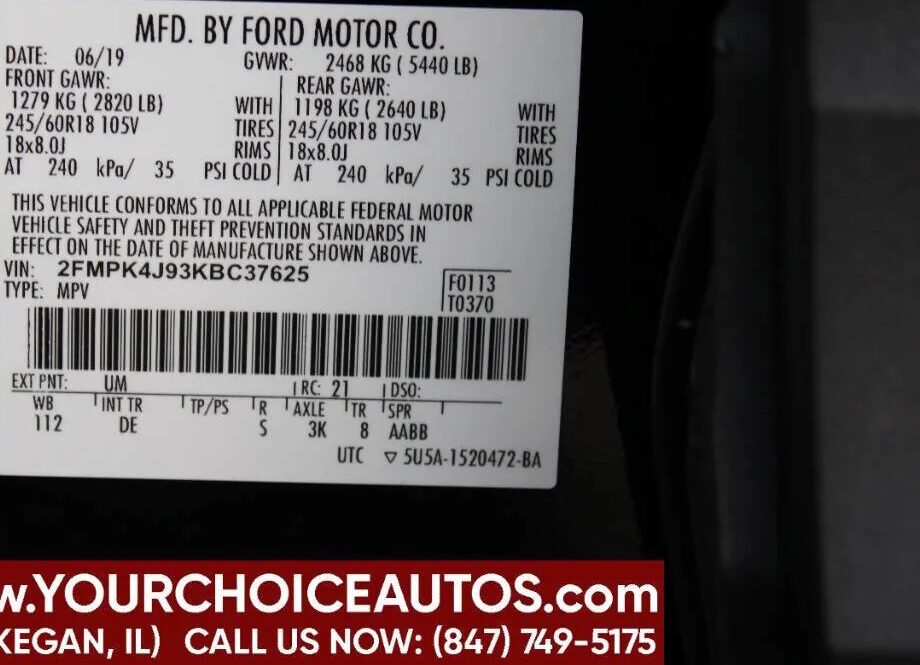 MFD. BY FORD MOTOR CO.
DATE: 06/19 GVWR: 2468 KG ( 5440 LB)
FRONT GAWR: REAR GAWR:
1279 KG ( 2820 LB) WITH 1198 KG ( 2640 LB) WITH
245/60R18 105V TIRES 245/60R18 105V TIRES
18x8.0J RIMS 18x8.0J RIMS
AT 240 kPa/ 35 PSI COLD AT 240 kPa/ 35 PSI COLD
THIS VEHICLE CONFORMS TO ALL APPLICABLE FEDERAL MOTOR
VEHICLE SAFETY AND THEFT PREVENTION STANDARDS IN
EFFECT ON THE DATE OF MANUFACTURE SHOWN ABOVE.
VIN: 2FMPK4J93KBC37625
TYPE: MPV
F0113
T0370
EXT PNT: UM RC: 21 DSO:
WB INT TR TP/PS R AXLE TR SPR
112 DE S 3K 8 AABB
UTC ▽ 5U5A-1520472-BA
w.YOURCHOICEAUTOS.com
KEGAN, IL) CALL US NOW: (847) 749-5175